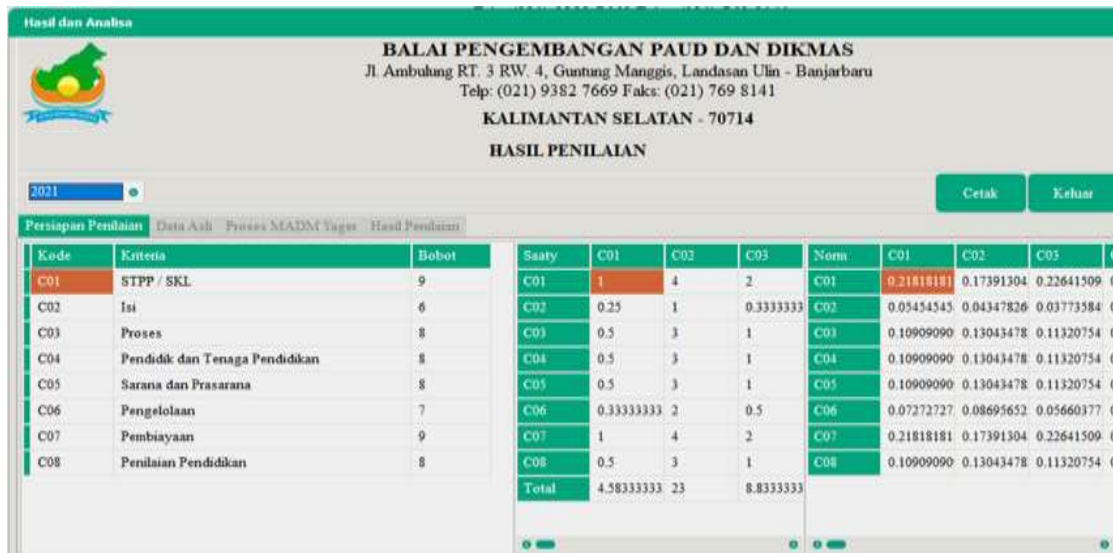 Hasil dan Analisa
BALAI PENGEMBANGAN PAUD DAN DIKMAS
Jl. Ambulung RT. 3 RW. 4, Guntung Manggis, Landasan Ulin - Banjarbaru
Telp: (021) 9382 7669 Faks: (021) 769 8141
KALIMANTAN SELATAN - 70714
HASIL PENILAIAN
2021 Cetak Keluar
Persiapan Penilaian Data Asli Proses MADM Yager Hasil Penilaian
Kode Kriteria Bobot Saaty C01 C02 C03 Norm C01 C02 C03
C01 STPP / SKL 9 C01 1 4 2 C01 0.21818181 0.17391304 0.22641509
C02 Isi 6 C02 0.25 1 0.3333333 C02 0.05454545 0.04347826 0.03773584
C03 Proses 8 C03 0.5 3 1 C03 0.10909090 0.13043478 0.11320754
C04 Pendidik dan Tenaga Pendidikan 8 C04 0.5 3 1 C04 0.10909090 0.13043478 0.11320754
C05 Sarana dan Prasarana 8 C05 0.5 3 1 C05 0.10909090 0.13043478 0.11320754
C06 Pengelolaan 7 C06 0.33333333 2 0.5 C06 0.07272727 0.08695652 0.05660377
C07 Pembiayaan 9 C07 1 4 2 C07 0.21818181 0.17391304 0.22641509
C08 Penilaian Pendidikan 8 C08 0.5 3 1 C08 0.10909090 0.13043478 0.11320754
Total 4.58333333 23 8.8333333